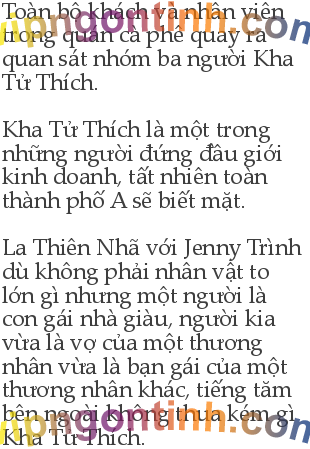 Toàn bộ khách và nhân viên
trong quán cà phê quay ra
quan sát nhóm ba người Kha
Tử Thích.
Kha Tử Thích là một trong
những người đứng đầu giới
kinh doanh, tất nhiên toàn
thành phố A sẽ biết mặt.
La Thiên Nhã với Jenny Trình
dù không phải nhân vật to
lớn gì nhưng một người là
con gái nhà giàu, người kia
vừa là vợ của một thương
nhân vừa là bạn gái của một
thương nhân khác, tiếng tăm
bên ngoài không thua kém gì
Kha Tử Thích.